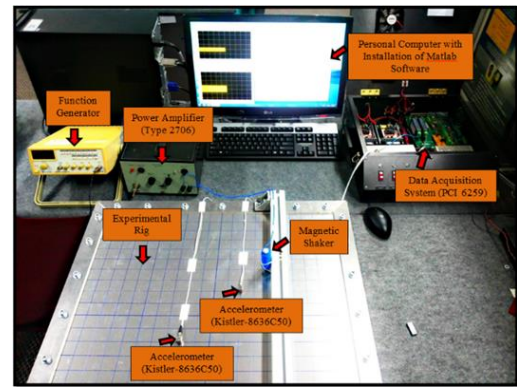 Personal Computer with
Installation of Matlab
Software
Function
Generator
Power Amplifier
(Type 2706)
Data Acquisition
System (PCI 6259)
Experimental
Rig
Magnetic
Shaker
Accelerometer
(Kistler-8636C50)
Accelerometer
(Kistler-8636C50)